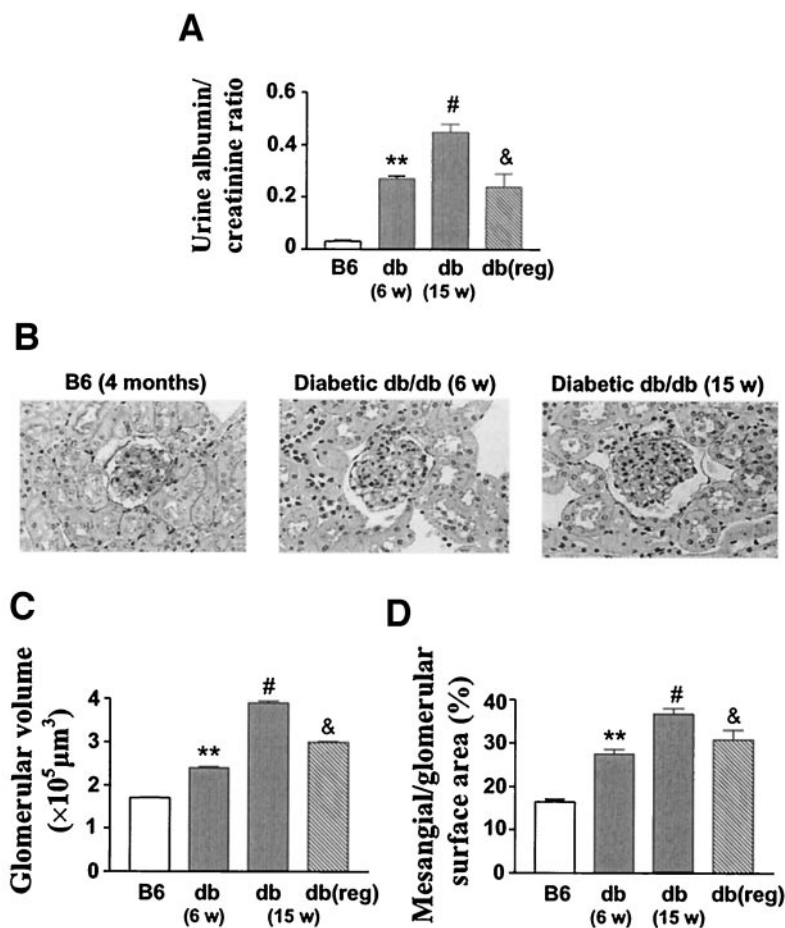 A
Urine albumin/
creatinine ratio
0.6
0.4
0.2
0
**
#
&
B6
db
db
db(reg)
(6 w)
(15 w)
B
B6 (4 months)
Diabetic db/db (6 w)
Diabetic db/db (15 w)
C
Glomerular volume
(×10⁵μm³)
4
3
2
1
0
**
#
&
B6
db
db
db(reg)
(6 w)
(15 w)
D
Mesangial/glomerular
surface area (%)
40
30
20
10
0
**
#
&
B6
db
db
db(reg)
(6 w)
(15 w)